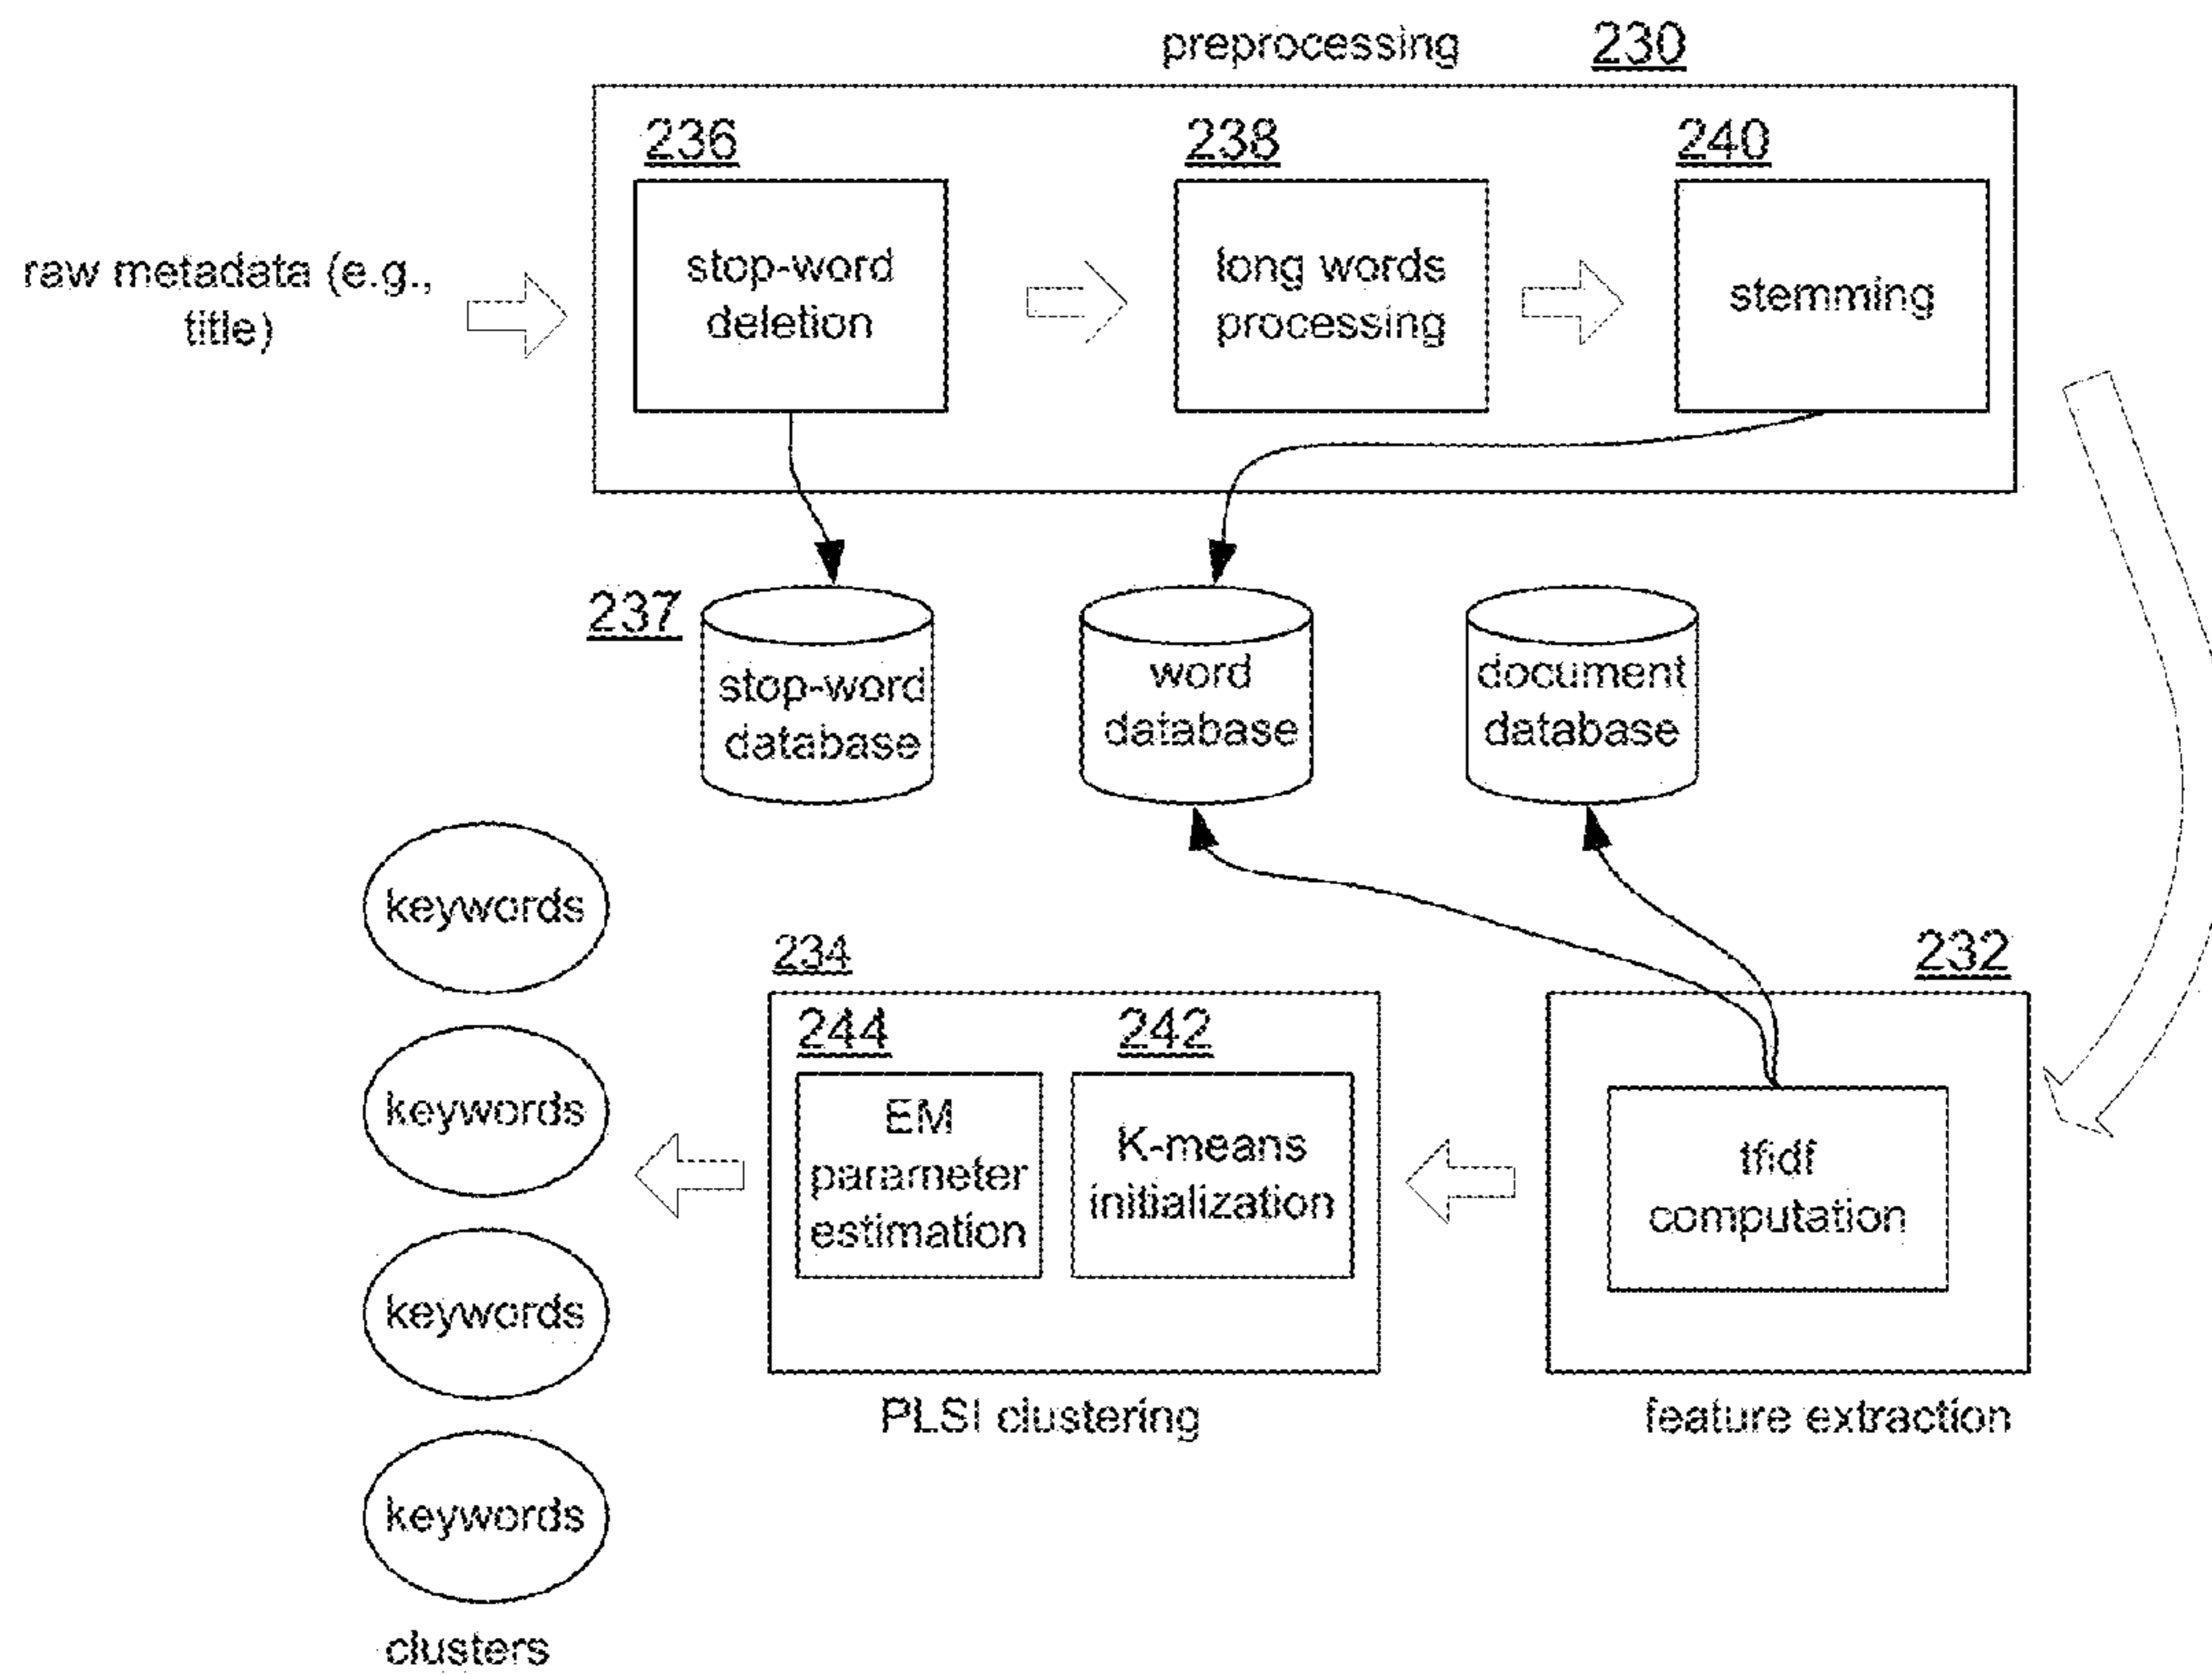 preprocessing 230
236
238
240
raw metadata (e.g.,
title)
stop-word
deletion
long words
processing
stemming
237
stop-word
database
word
database
document
database
keywords
keywords
keywords
keywords
clusters
234
244
242
EM
parameter
estimation
K-means
initialization
PLSI clustering
232
tfidf
computation
feature extraction